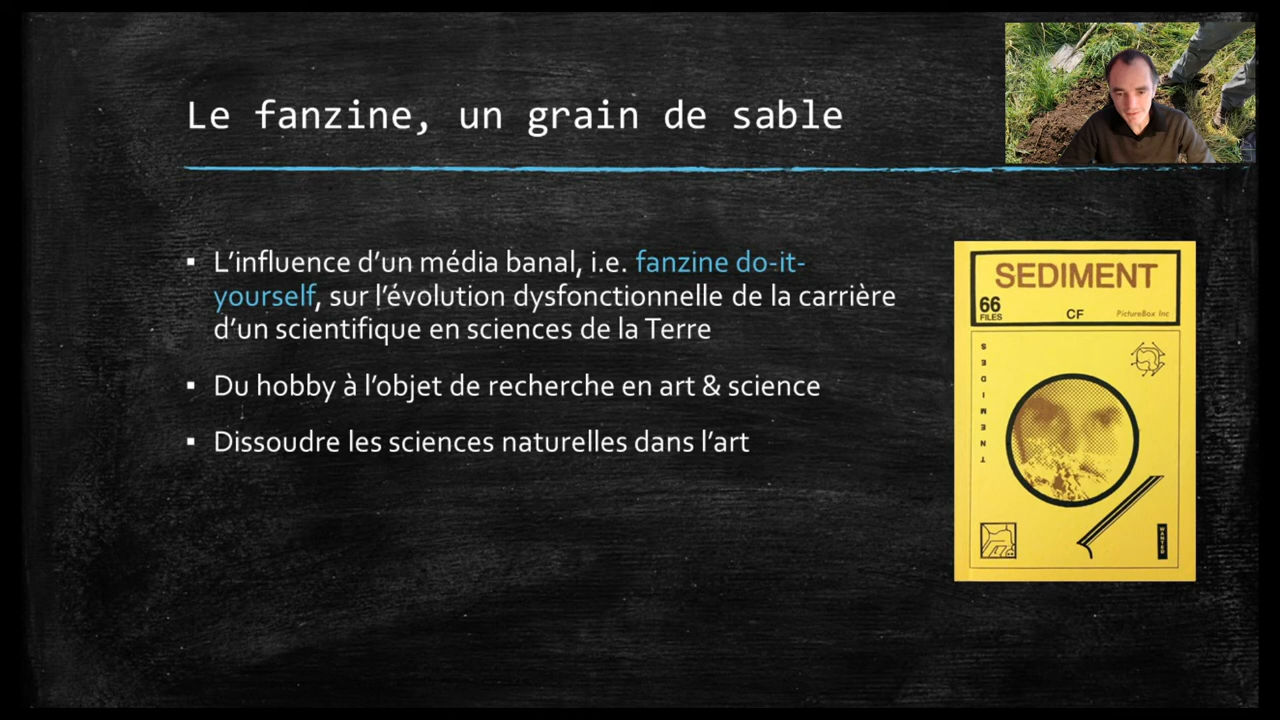 Le fanzine, un grain de sable
▪ L’influence d’un média banal, i.e. fanzine do-it-
yourself, sur l’évolution dysfonctionnelle de la carrière
d’un scientifique en sciences de la Terre
▪ Du hobby à l’objet de recherche en art & science
▪ Dissoudre les sciences naturelles dans l’art
SEDIMENT
66
FILES
CF
PictureBox Inc
S
E
D
I
M
E
N
T
WANTED